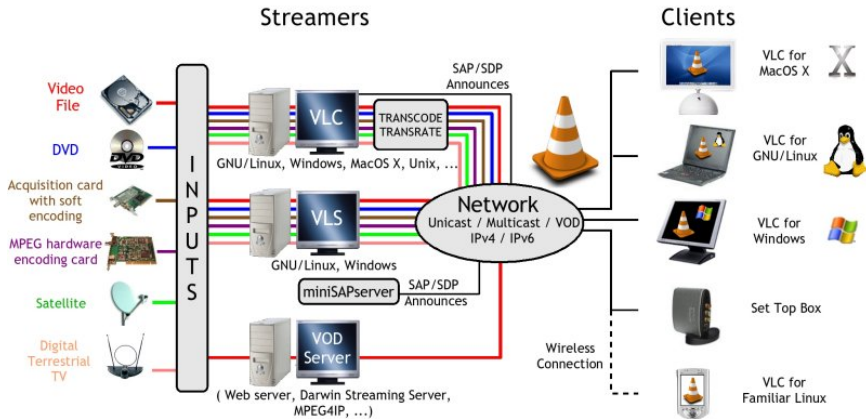 Streamers
Clients
Video
File
DVD
DVD
VIDEO
Acquisition card
with soft
encoding
MPEG hardware
encoding card
Satellite
Digital
Terrestrial
TV
INPUTS
VLC
TRANSCODE
TRANSRATE
SAP/SDP
Announces
GNU/Linux, Windows, MacOS X, Unix, ...
VLS
GNU/Linux, Windows
Network
Unicast / Multicast / VOD
IPv4 / IPv6
miniSAPserver
SAP/SDP
Announces
VOD
Server
( Web server, Darwin Streaming Server,
MPEG4IP, ...)
Wireless
Connection
VLC for
MacOS X
X
VLC for
GNU/Linux
VLC for
Windows
Set Top Box
VLC for
Familiar Linux